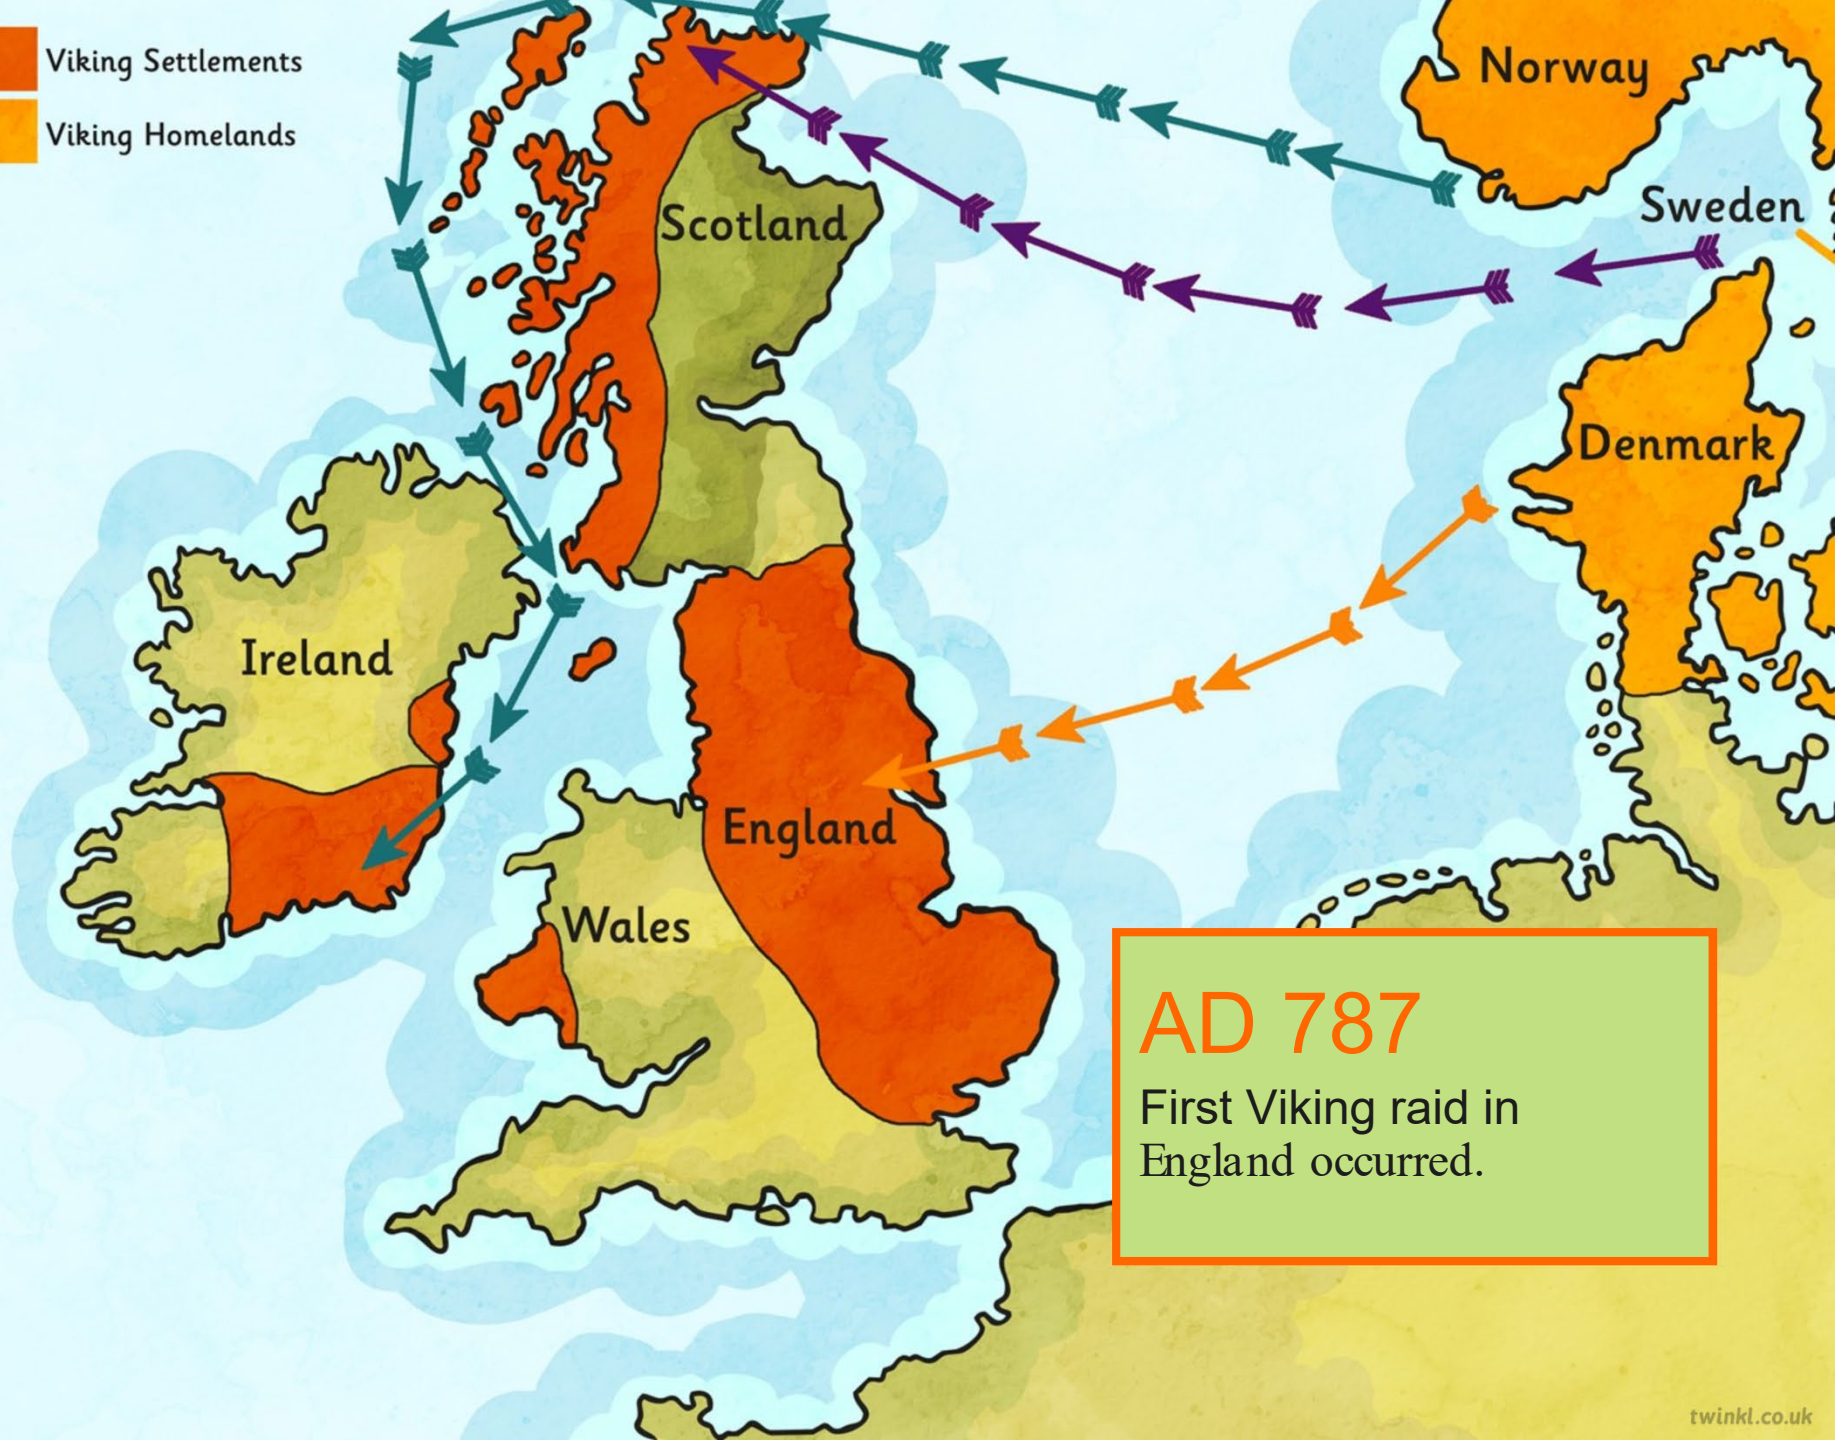 Viking Settlements
Viking Homelands
Norway
Sweden
Scotland
Denmark
Ireland
England
Wales
AD 787
First Viking raid in
England occurred.
twinkl.co.uk